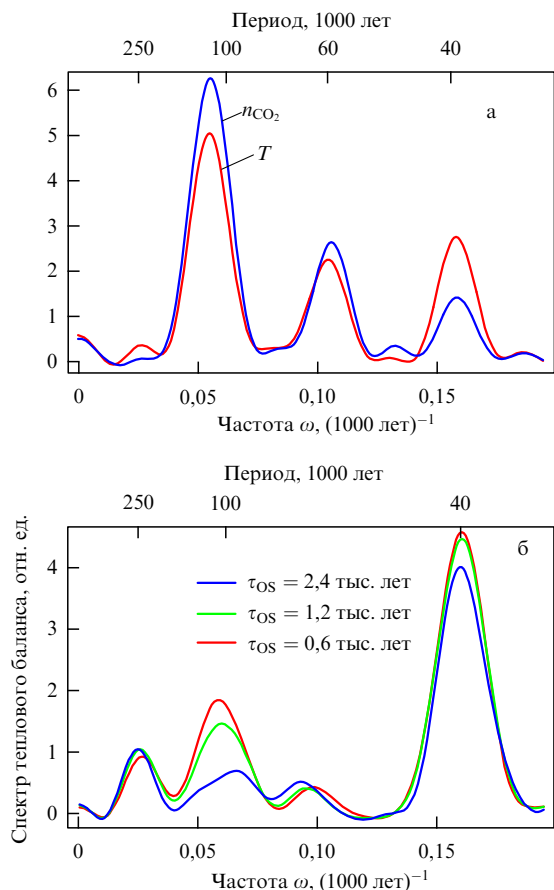 Период, 1000 лет
250 100 60 40
6
5
4
3
2
1
0
а
n_CO₂
T
0 0,05 0,10 0,15
Частота ω, (1000 лет)⁻¹
Период, 1000 лет
250 100 40
Спектр теплового баланса, отн. ед.
4
3
2
1
0
б
τ_OS = 2,4 тыс. лет
τ_OS = 1,2 тыс. лет
τ_OS = 0,6 тыс. лет
0 0,05 0,10 0,15
Частота ω, (1000 лет)⁻¹